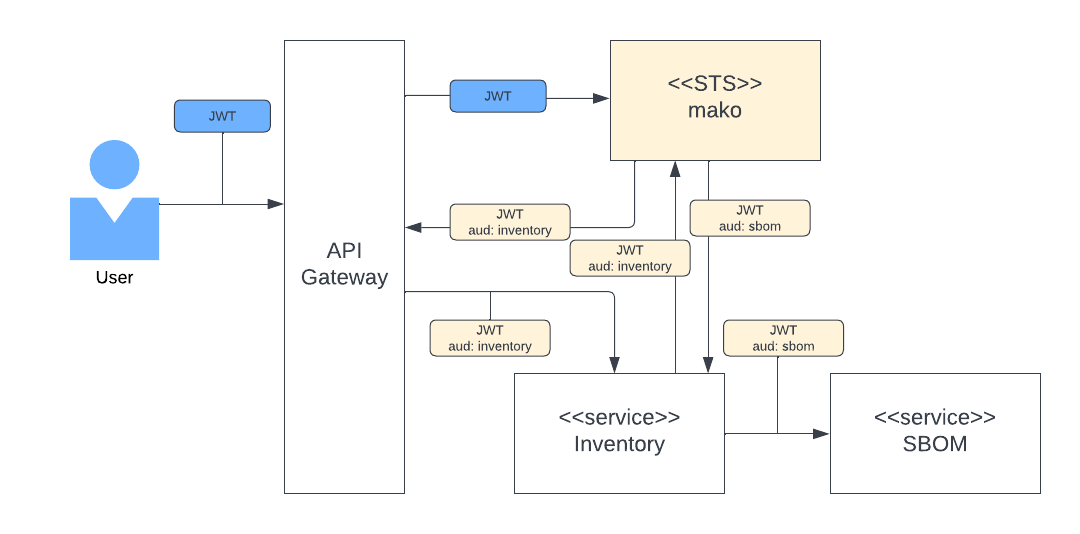 JWT
JWT
<<STS>>
mako
JWT
aud: inventory
JWT
aud: sbom
JWT
aud: inventory
API
Gateway
User
JWT
aud: inventory
JWT
aud: sbom
<<service>>
Inventory
<<service>>
SBOM